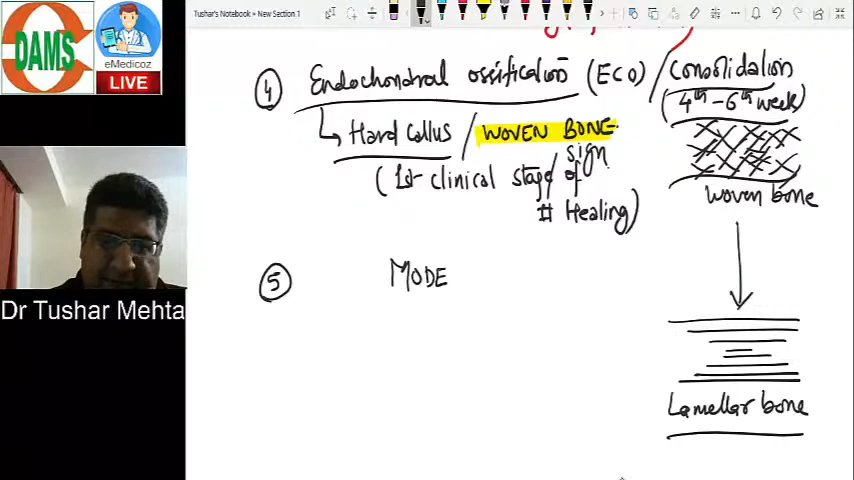 DAMS
eMedicoz
LIVE
Dr Tushar Mehta
Tushar's Notebook » New Section 1
④ Endochondral ossification (ECO) / Consolidation
(4th - 6th week)
↳ Hard callus / WOVEN BONE
(1st clinical stage/sign of
# Healing)
woven bone
⑤ MODE
Lamellar bone